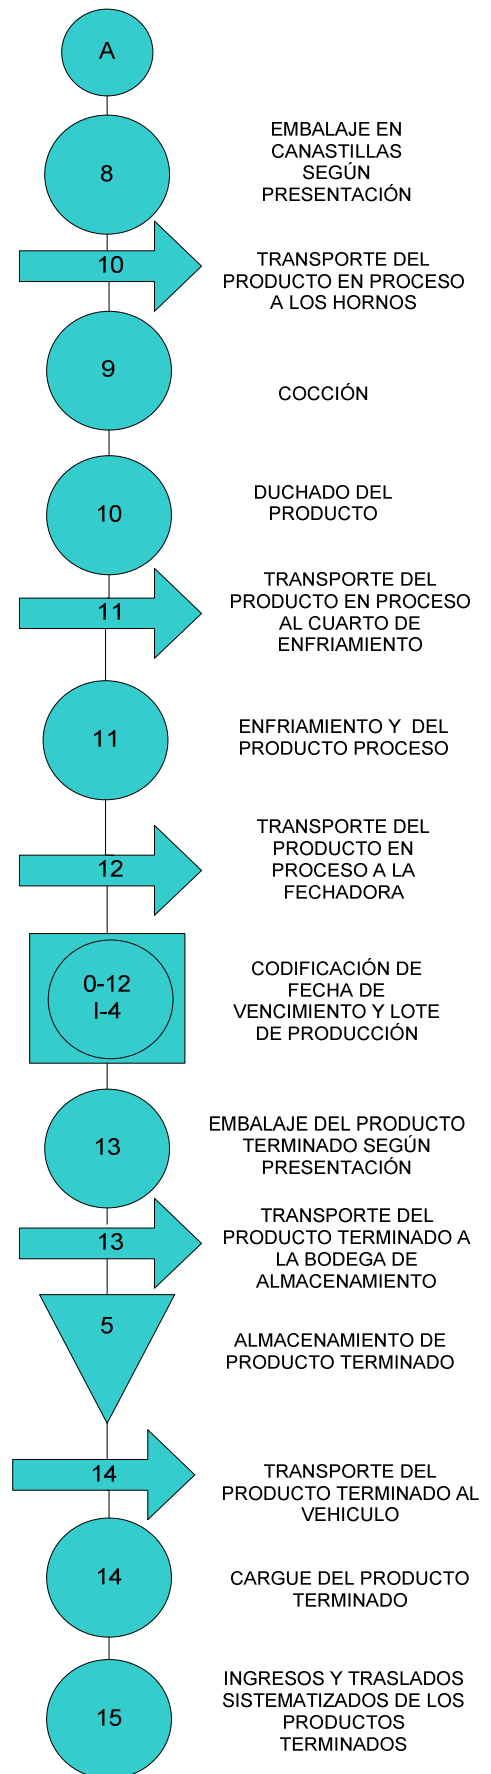 A
8
EMBALAJE EN
CANASTILLAS
SEGÚN
PRESENTACIÓN
10
TRANSPORTE DEL
PRODUCTO EN PROCESO
A LOS HORNOS
9
COCCIÓN
10
DUCHADO DEL
PRODUCTO
11
TRANSPORTE DEL
PRODUCTO EN PROCESO
AL CUARTO DE
ENFRIAMIENTO
11
ENFRIAMIENTO Y  DEL
PRODUCTO PROCESO
12
TRANSPORTE DEL
PRODUCTO EN
PROCESO A LA
FECHADORA
0-12
I-4
CODIFICACIÓN DE
FECHA DE
VENCIMIENTO Y LOTE
DE PRODUCCIÓN
13
EMBALAJE DEL PRODUCTO
TERMINADO SEGÚN
PRESENTACIÓN
13
TRANSPORTE DEL
PRODUCTO TERMINADO A
LA BODEGA DE
ALMACENAMIENTO
5
ALMACENAMIENTO DE
PRODUCTO TERMINADO
14
TRANSPORTE DEL
PRODUCTO TERMINADO AL
VEHICULO
14
CARGUE DEL PRODUCTO
TERMINADO
15
INGRESOS Y TRASLADOS
SISTEMATIZADOS DE LOS
PRODUCTOS
TERMINADOS